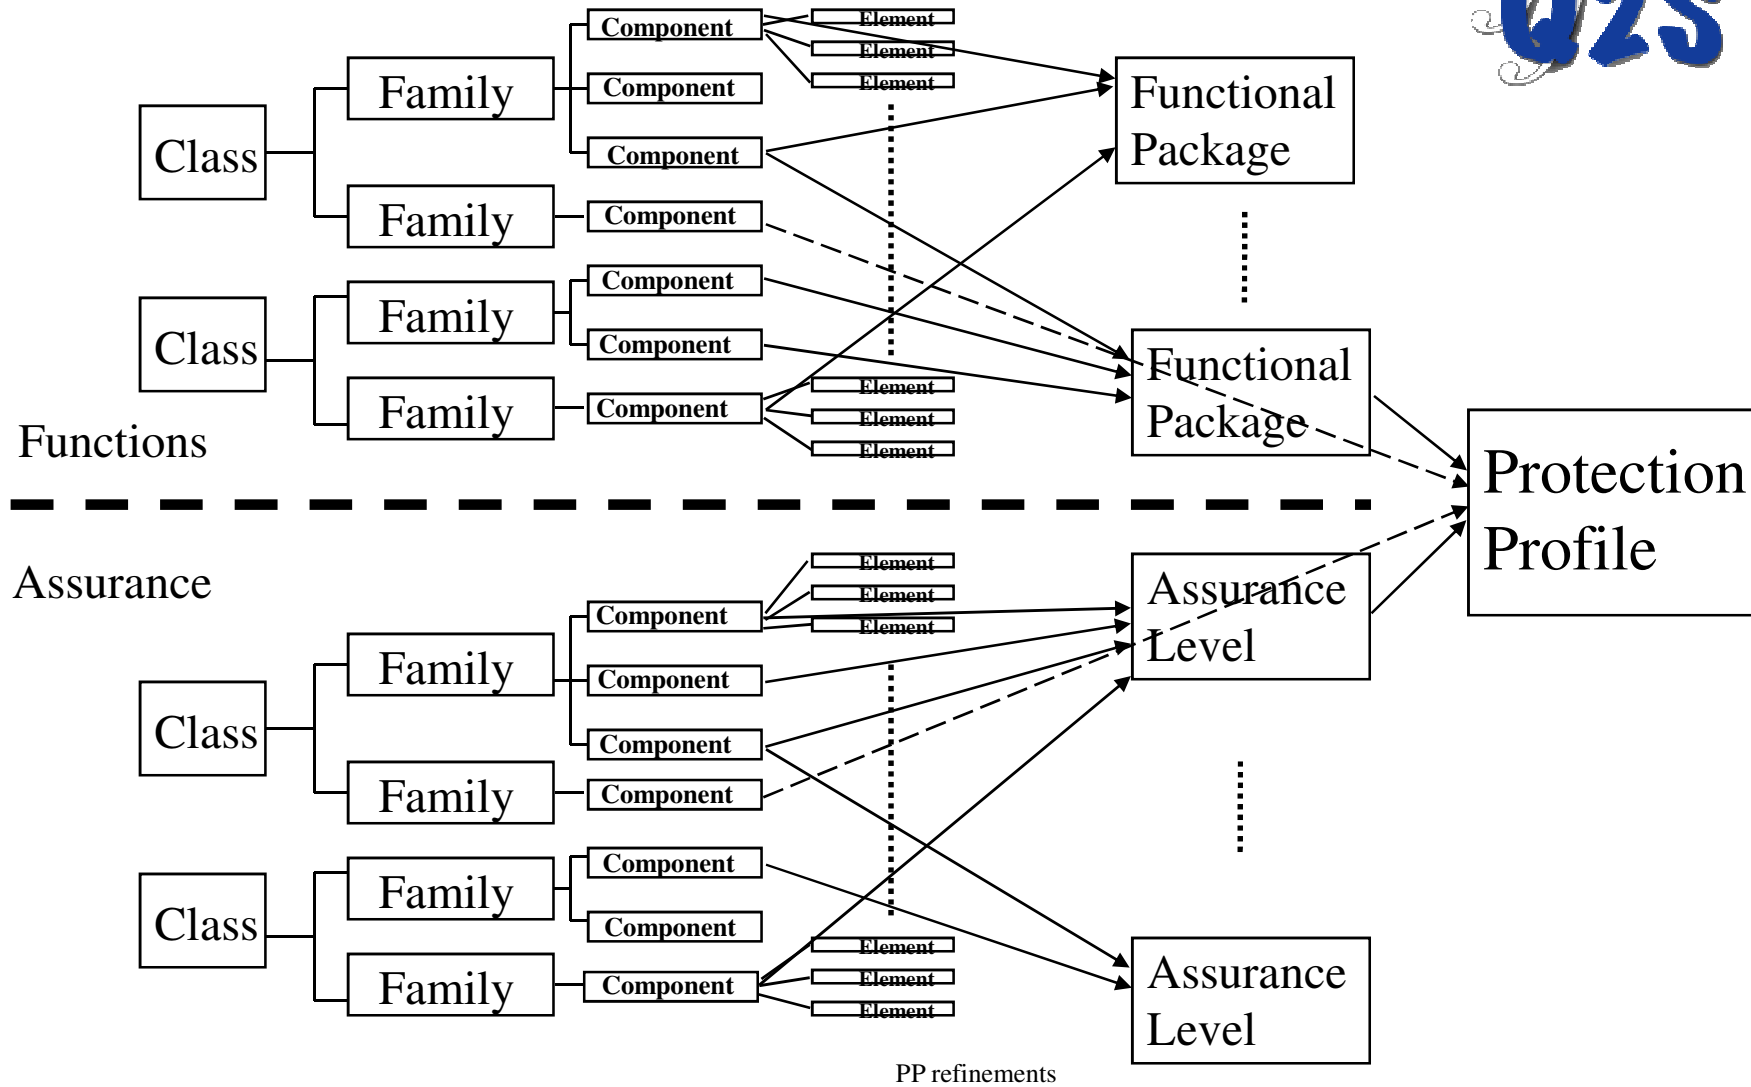 Q2S
Component
Element
Element
Element
Family
Component
Functional
Package
Class
Component
Family
Component
Component
Class
Family
Component
Functional
Package
Element
Family
Component
Element
Element
Functions
Protection
Profile
Assurance
Element
Element
Component
Element
Assurance
Level
Family
Component
Class
Component
Family
Component
Component
Family
Class
Component
Element
Family
Component
Element
Element
Assurance
Level
PP refinements